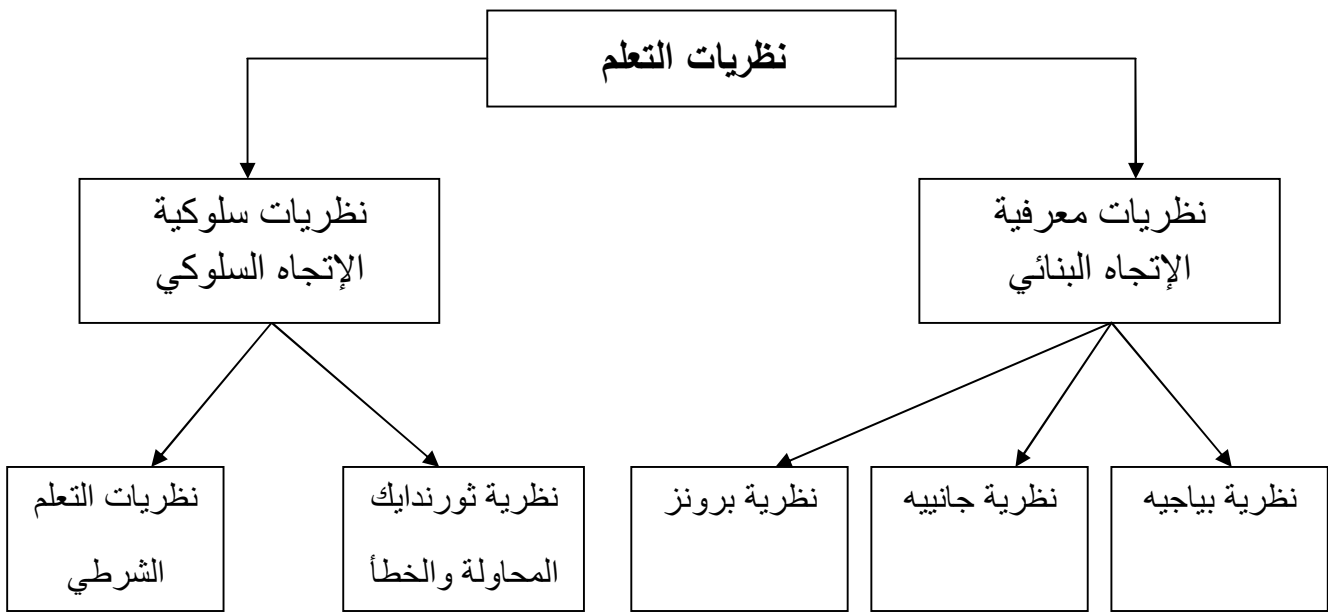 نظريات التعلم
نظريات معرفية
الإتجاه البنائي
نظريات سلوكية
الإتجاه السلوكي
نظرية بياجيه
نظرية جانييه
نظرية برونز
نظرية ثورندايك
المحاولة والخطأ
نظريات التعلم
الشرطي